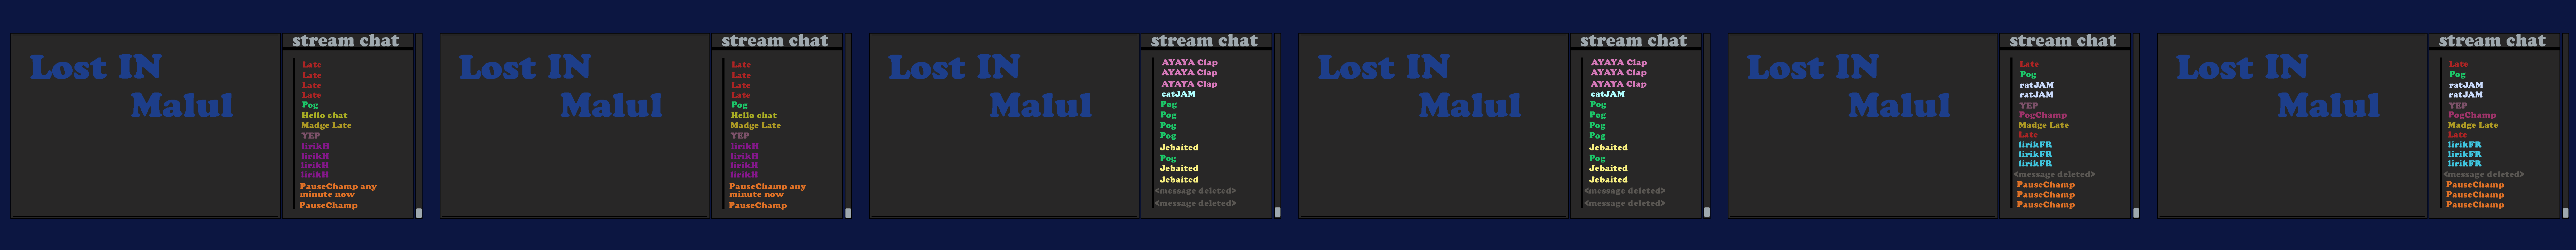 Lost IN
Malul
stream chat
Late
Late
Late
Late
Pog
Hello chat
Madge Late
YEP
lirikH
lirikH
lirikH
lirikH
PauseChamp any
minute now
PauseChamp
Lost IN
Malul
stream chat
Late
Late
Late
Late
Pog
Hello chat
Madge Late
YEP
lirikH
lirikH
lirikH
lirikH
PauseChamp any
minute now
PauseChamp
Lost IN
Malul
stream chat
AYAYA Clap
AYAYA Clap
AYAYA Clap
catJAM
Pog
Pog
Pog
Pog
Jebaited
Pog
Jebaited
Jebaited
<message deleted>
<message deleted>
Lost IN
Malul
stream chat
AYAYA Clap
AYAYA Clap
AYAYA Clap
catJAM
Pog
Pog
Pog
Pog
Jebaited
Pog
Jebaited
Jebaited
<message deleted>
<message deleted>
Lost IN
Malul
stream chat
Late
Pog
ratJAM
ratJAM
YEP
PogChamp
Madge Late
Late
lirikFR
lirikFR
lirikFR
<message deleted>
PauseChamp
PauseChamp
PauseChamp
Lost IN
Malul
stream chat
Late
Pog
ratJAM
ratJAM
YEP
PogChamp
Madge Late
Late
lirikFR
lirikFR
lirikFR
<message deleted>
PauseChamp
PauseChamp
PauseChamp